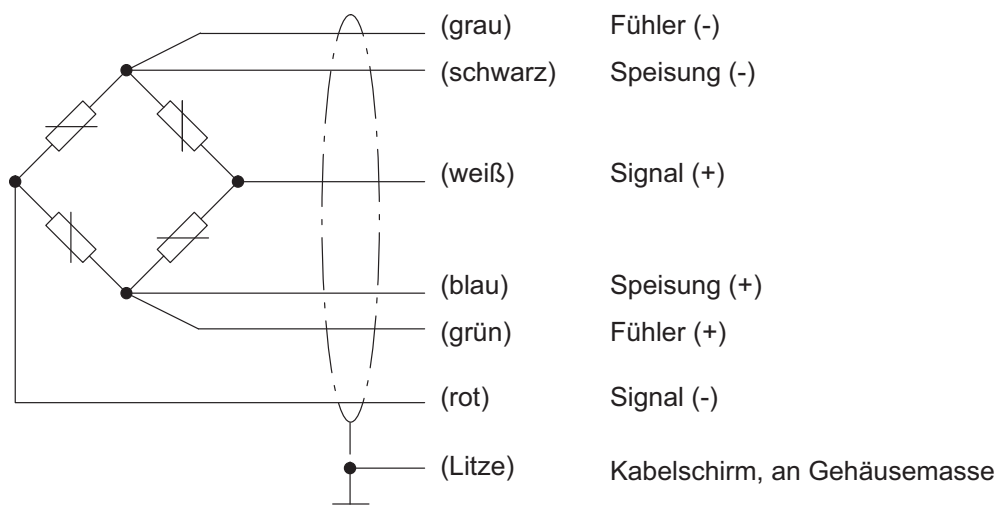 (grau) Fühler (-)
(schwarz) Speisung (-)
(weiß) Signal (+)
(blau) Speisung (+)
(grün) Fühler (+)
(rot) Signal (-)
(Litze) Kabelschirm, an Gehäusemasse